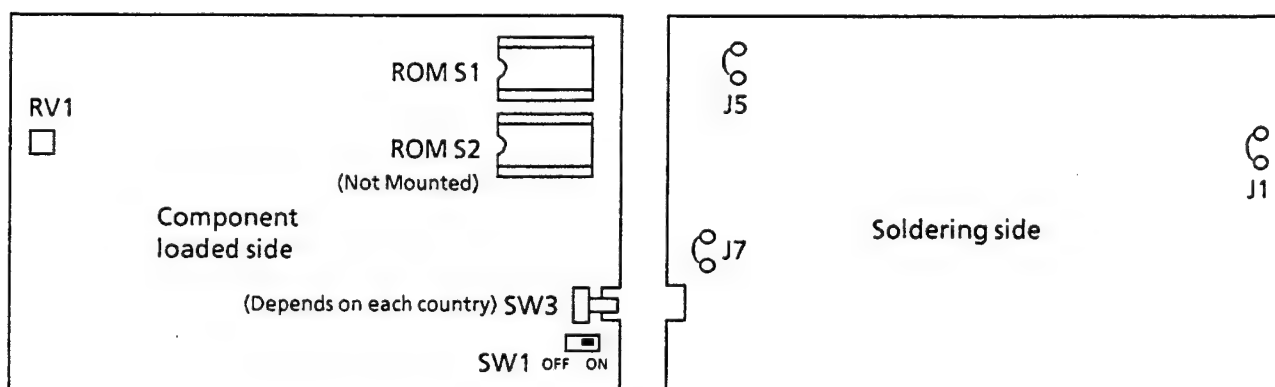 ROM S1
RV1
ROM S2
(Not Mounted)
Component
loaded side
(Depends on each country) SW3
SW1 OFF ON
J5
J1
J7
Soldering side